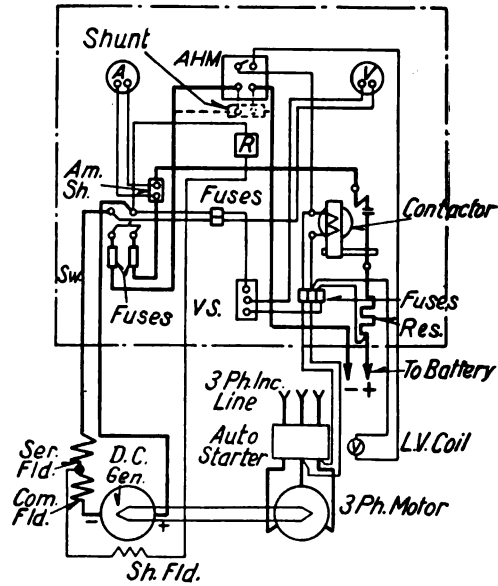 Shunt
AHM
A
V
R
Am.
Sh.
Fuses
Contactor
Sw.
Fuses
V.S.
Fuses
Res.
- +
To Battery
3 Ph. Inc.
Line
Auto
Starter
V
L.V. Coil
Ser.
Fld.
D.C.
Gen.
Com.
Fld.
- +
3 Ph. Motor
Sh. Fld.